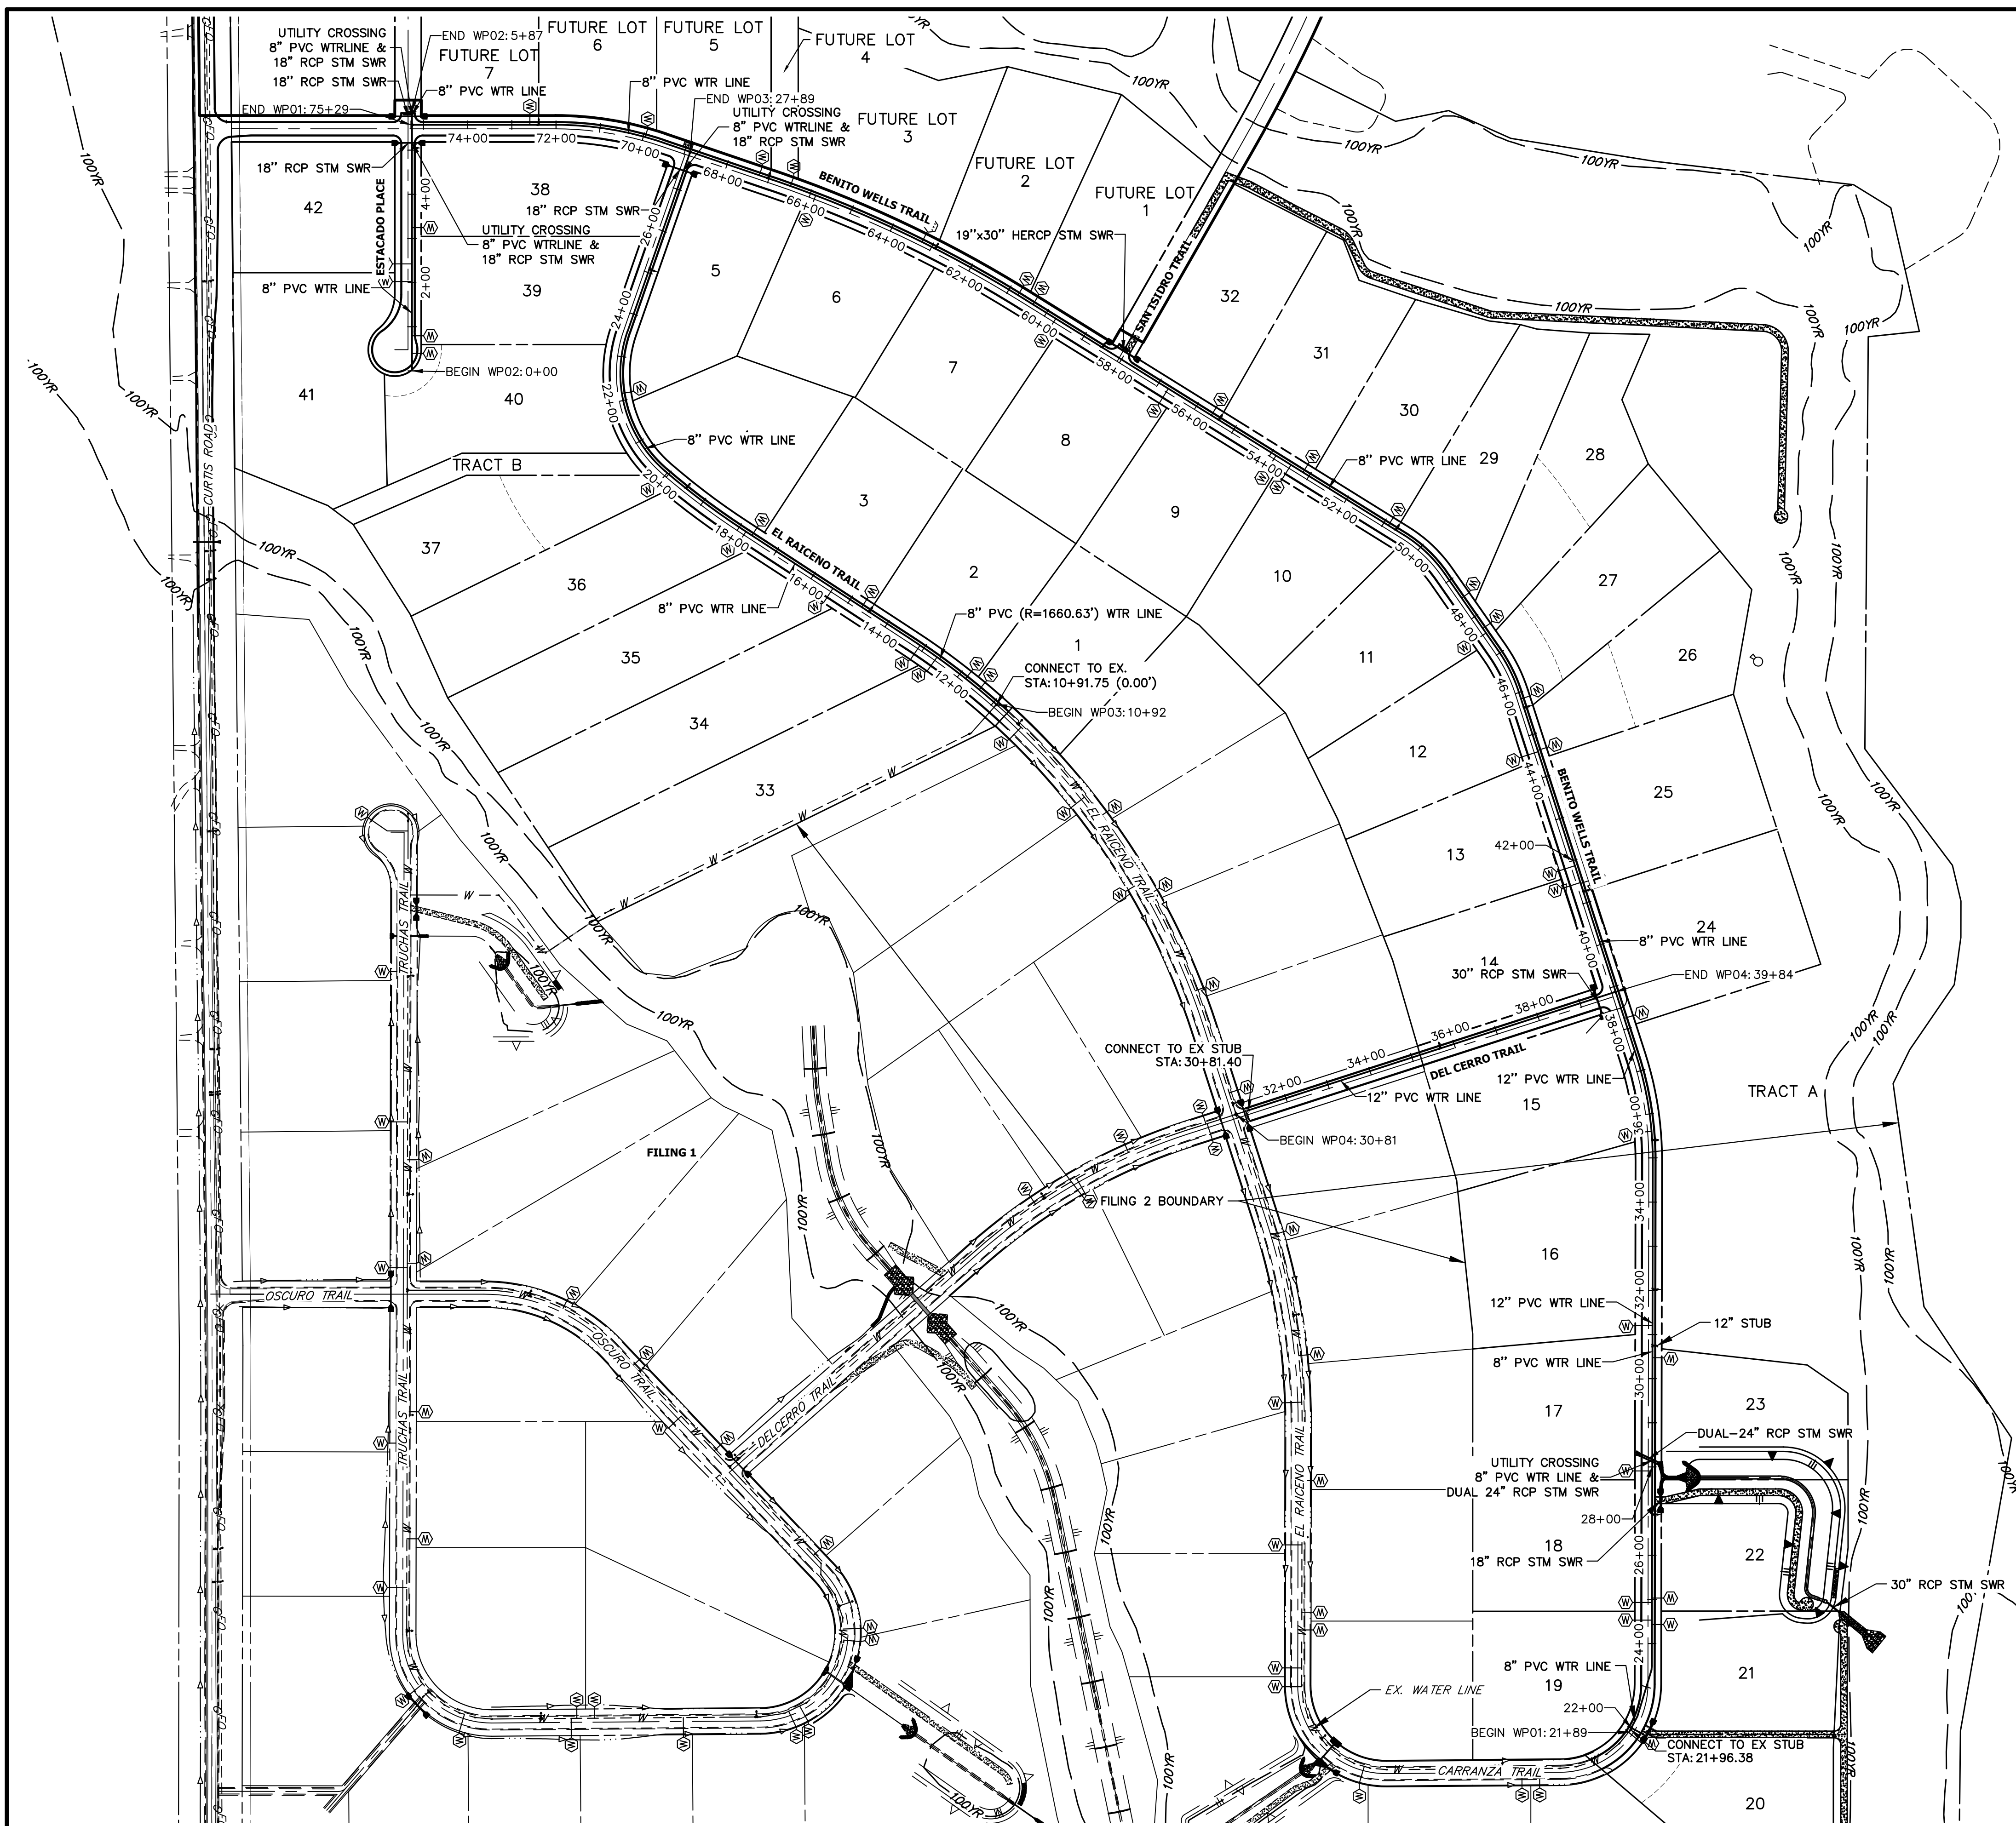 UTILITY CROSSING
8" PVC WTRLINE &
18" RCP STM SWR
18" RCP STM SWR
END WP02: 5+87
FUTURE LOT
7
FUTURE LOT
6
FUTURE LOT
5
FUTURE LOT
4
100YR
8" PVC WTR LINE
8" PVC WTR LINE
END WP01: 75+29
END WP03: 27+89
UTILITY CROSSING
8" PVC WTRLINE &
18" RCP STM SWR
FUTURE LOT
3
FUTURE LOT
2
FUTURE LOT
1
74+00
72+00
70+00
68+00
66+00
64+00
62+00
60+00
58+00
56+00
54+00
52+00
50+00
48+00
46+00
44+00
42+00
40+00
BENITO WELLS TRAIL
18" RCP STM SWR
42
ESTACADO PLACE
4+00
2+00
38
18" RCP STM SWR
UTILITY CROSSING
8" PVC WTRLINE &
18" RCP STM SWR
8" PVC WTR LINE
39
BEGIN WP02: 0+00
41
40
26+00
24+00
22+00
20+00
18+00
16+00
14+00
12+00
19"x30" HERCP STM SWR
SAN ISIDRO TRAIL
5
6
7
8
9
10
11
12
13
14
32
31
30
29
28
27
26
25
24
CURTIS ROAD
TRACT B
8" PVC WTR LINE
8" PVC WTR LINE
3
2
1
EL RAICENO TRAIL
8" PVC WTR LINE
8" PVC (R=1660.63') WTR LINE
CONNECT TO EX.
STA: 10+91.75 (0.00')
BEGIN WP03: 10+92
37
36
35
34
33
BENITO WELLS TRAIL
EL RAICENO TRAIL
8" PVC WTR LINE
30" RCP STM SWR
END WP04: 39+84
TRUCHAS TRAIL
CONNECT TO EX STUB
STA: 30+81.40
32+00
34+00
36+00
38+00
DEL CERRO TRAIL
12" PVC WTR LINE
12" PVC WTR LINE
BEGIN WP04: 30+81
15
TRACT A
FILING 1
FILING 2 BOUNDARY
38+00
36+00
34+00
32+00
30+00
28+00
26+00
24+00
22+00
16
12" PVC WTR LINE
12" STUB
8" PVC WTR LINE
17
23
DUAL-24" RCP STM SWR
UTILITY CROSSING
8" PVC WTR LINE &
DUAL 24" RCP STM SWR
18
18" RCP STM SWR
22
30" RCP STM SWR
OSCURO TRAIL
OSCURO TRAIL
TRUCHAS TRAIL
DELCERRO TRAIL
EL RAICENO TRAIL
8" PVC WTR LINE
19
21
EX. WATER LINE
BEGIN WP01: 21+89
CONNECT TO EX STUB
STA: 21+96.38
CARRANZA TRAIL
20